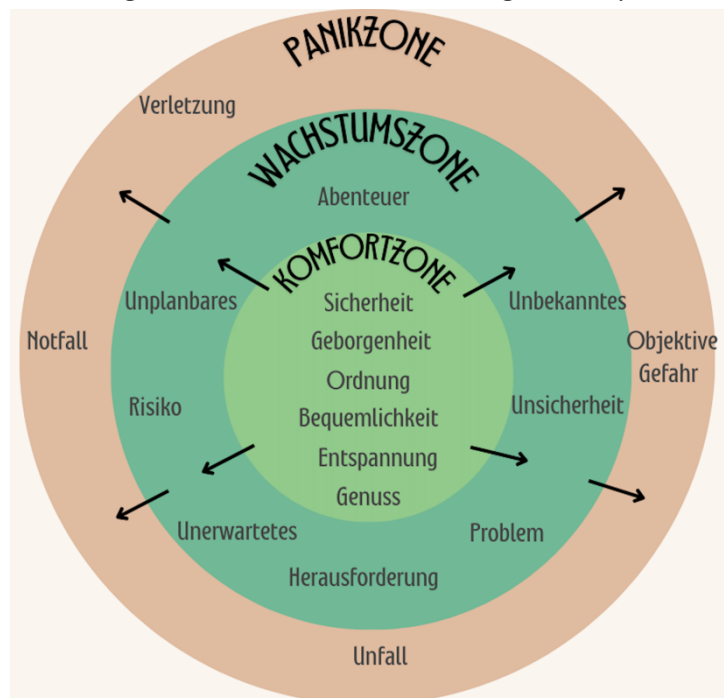 PANIKZONE
Verletzung
WACHSTUMSZONE
Abenteuer
KOMFORTZONE
Unplanbares
Sicherheit
Unbekanntes
Notfall
Geborgenheit
Objektive
Gefahr
Ordnung
Risiko
Bequemlichkeit
Unsicherheit
Entspannung
Genuss
Unerwartetes
Problem
Herausforderung
Unfall